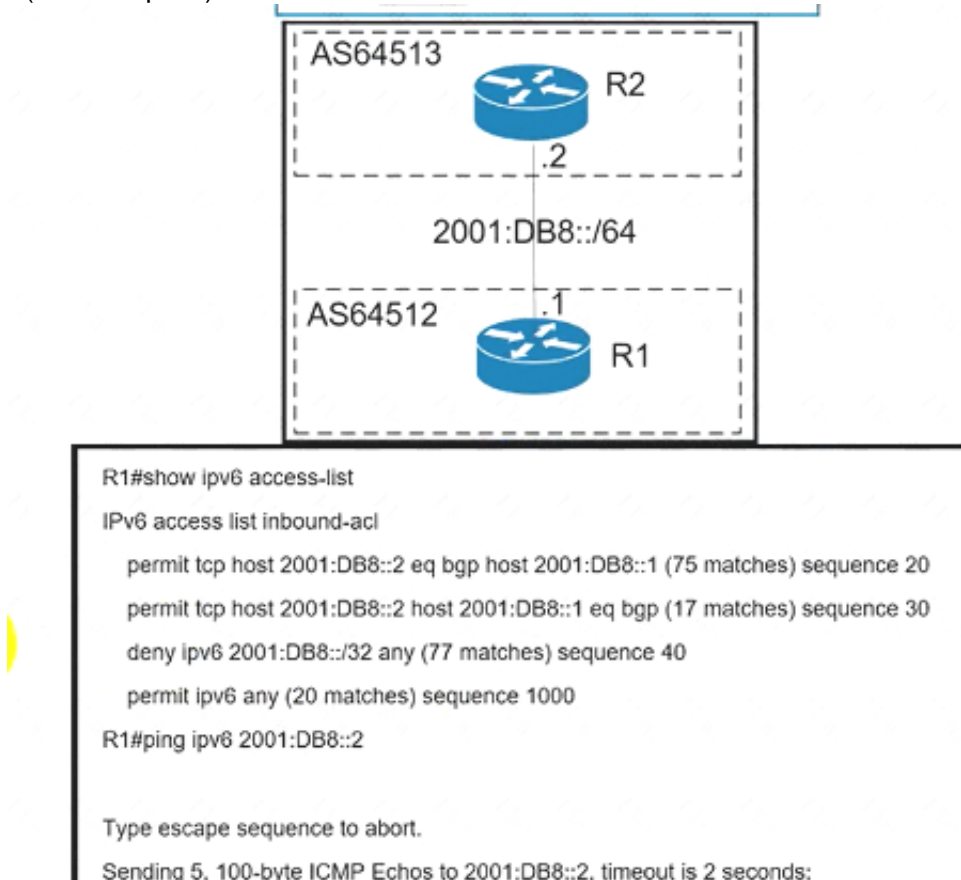 AS64513
R2
.2
2001:DB8::/64
AS64512
.1
R1
R1#show ipv6 access-list
IPv6 access list inbound-acl
permit tcp host 2001:DB8::2 eq bgp host 2001:DB8::1 (75 matches) sequence 20
permit tcp host 2001:DB8::2 host 2001:DB8::1 eq bgp (17 matches) sequence 30
deny ipv6 2001:DB8::/32 any (77 matches) sequence 40
permit ipv6 any (20 matches) sequence 1000
R1#ping ipv6 2001:DB8::2
Type escape sequence to abort.
Sending 5, 100-byte ICMP Echos to 2001:DB8::2, timeout is 2 seconds: